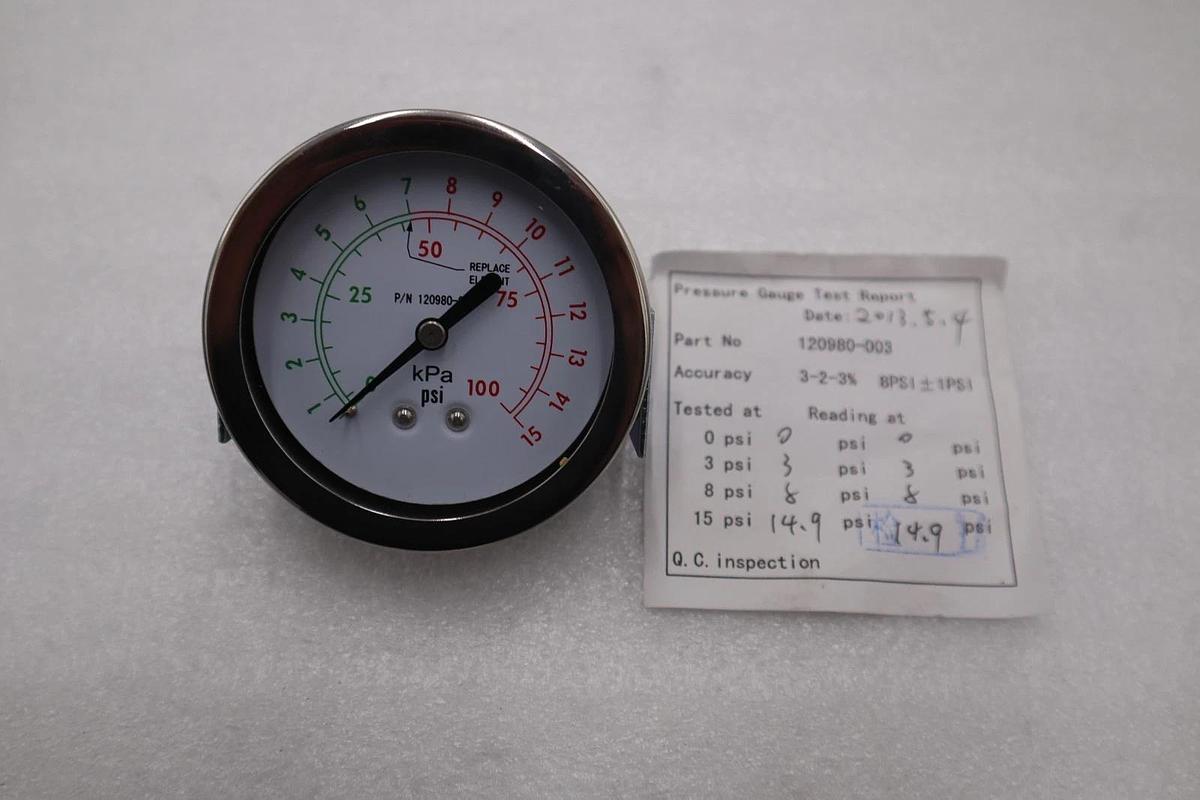 1 2 3 4 5 6 7 8 9 10 11 12 13 14 15
25 50 75 100
REPLACE
P/N 120980-
kPa
psi
Pressure Gauge Test Report
Date: 2013.5.4
Part No 120980-003
Accuracy 3-2-3% 8PSI±1PSI
Tested at Reading at
0 psi 0 psi 0 psi
3 psi 3 psi 3 psi
8 psi 8 psi 8 psi
15 psi 14.9 psi 14.9 psi
Q.C.inspection